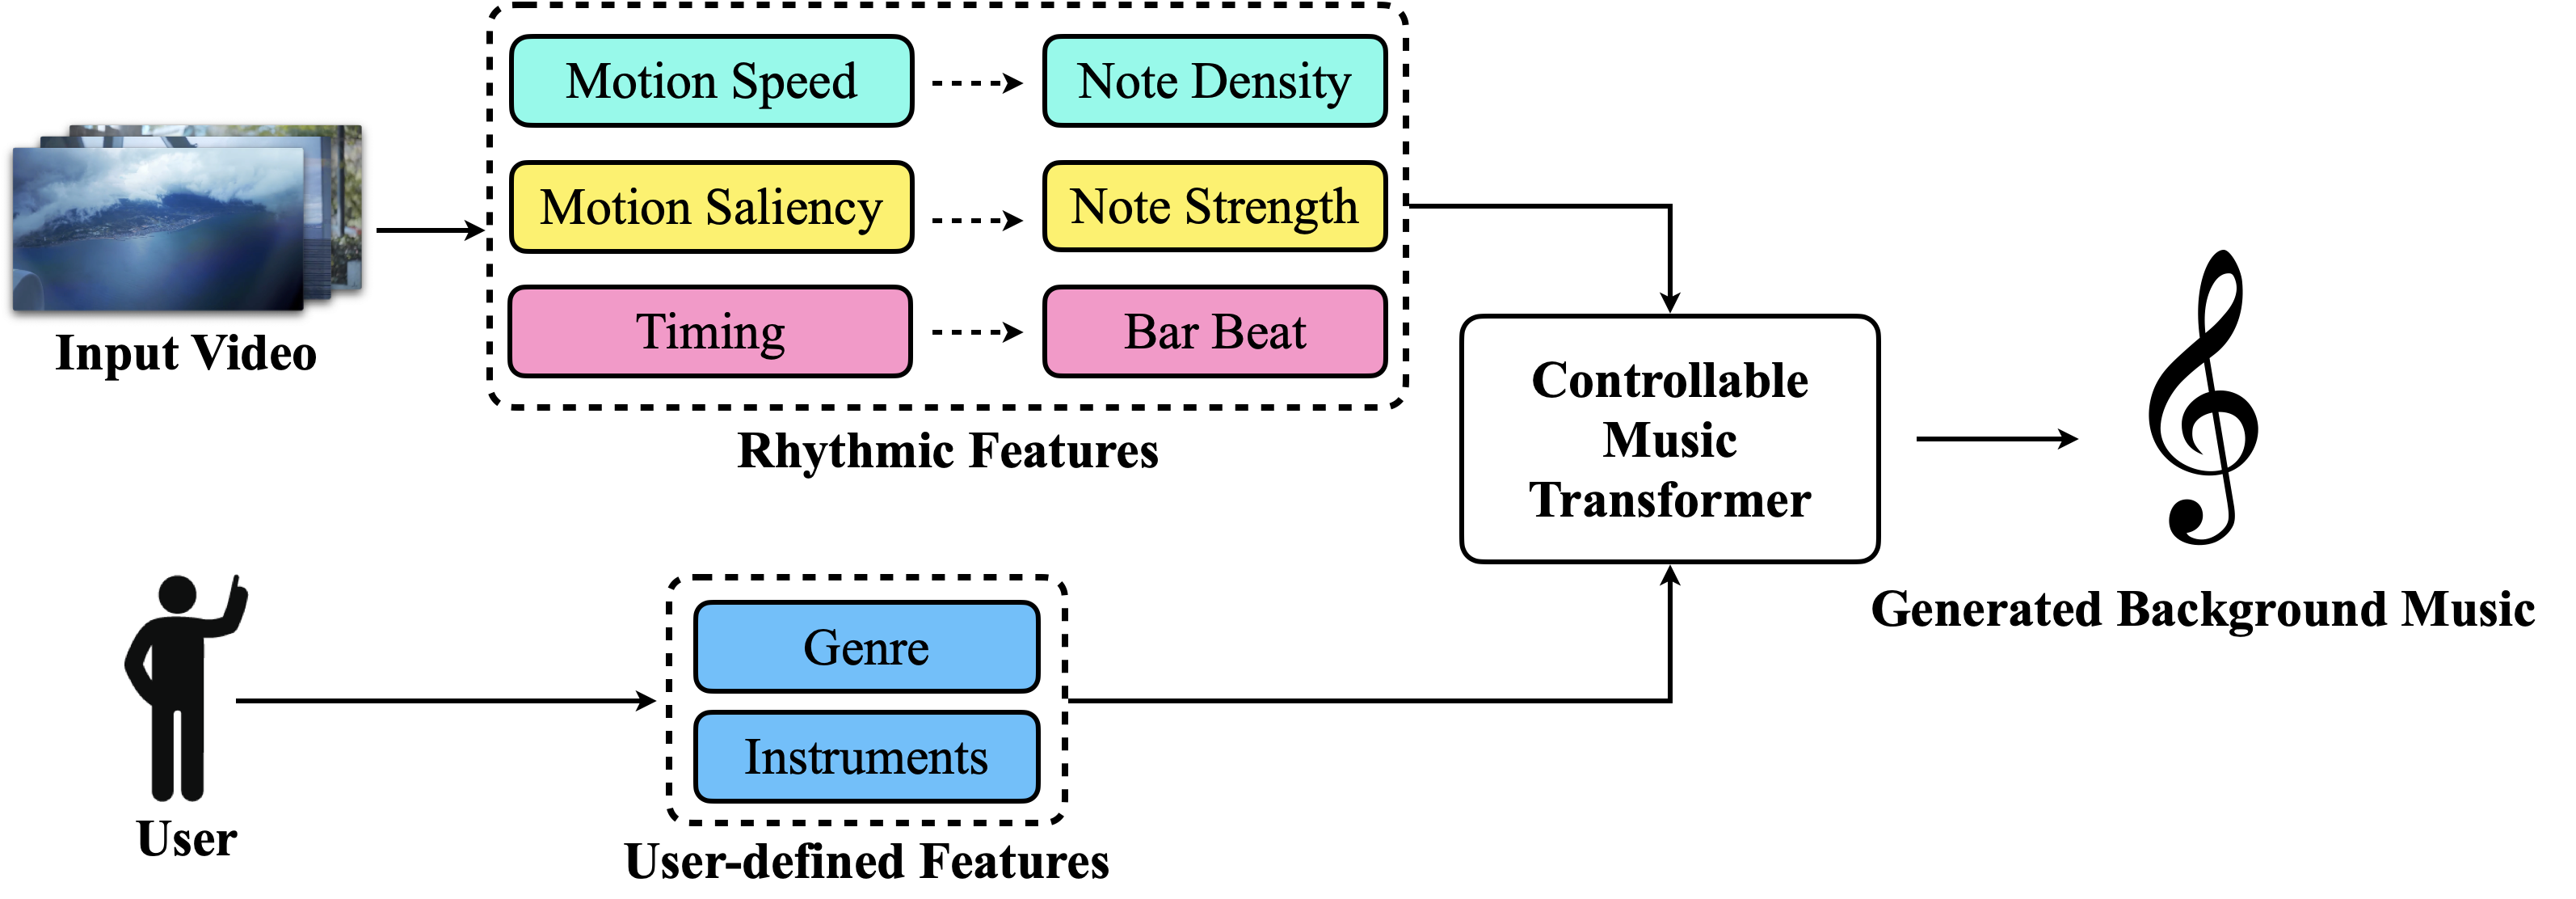 Motion Speed
Note Density
Motion Saliency
Note Strength
Timing
Bar Beat
Input Video
Rhythmic Features
Controllable
Music
Transformer
Generated Background Music
Genre
Instruments
User
User-defined Features